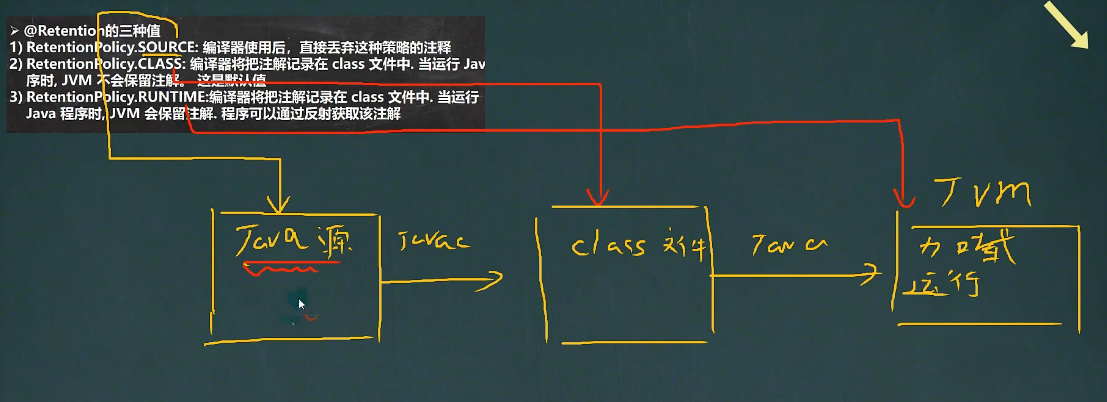 ➢ @Retention的三种值
1) RetentionPolicy.SOURCE: 编译器使用后，直接丢弃这种策略的注释
2) RetentionPolicy.CLASS: 编译器将把注解记录在 class 文件中. 当运行 Jav
序时, JVM 不会保留注解。 这是默认值
3) RetentionPolicy.RUNTIME:编译器将把注解记录在 class 文件中. 当运行
Java 程序时, JVM 会保留注解. 程序可以通过反射获取该注解
JVM
Java 源
Javac
class 文件
Java
加载
运行